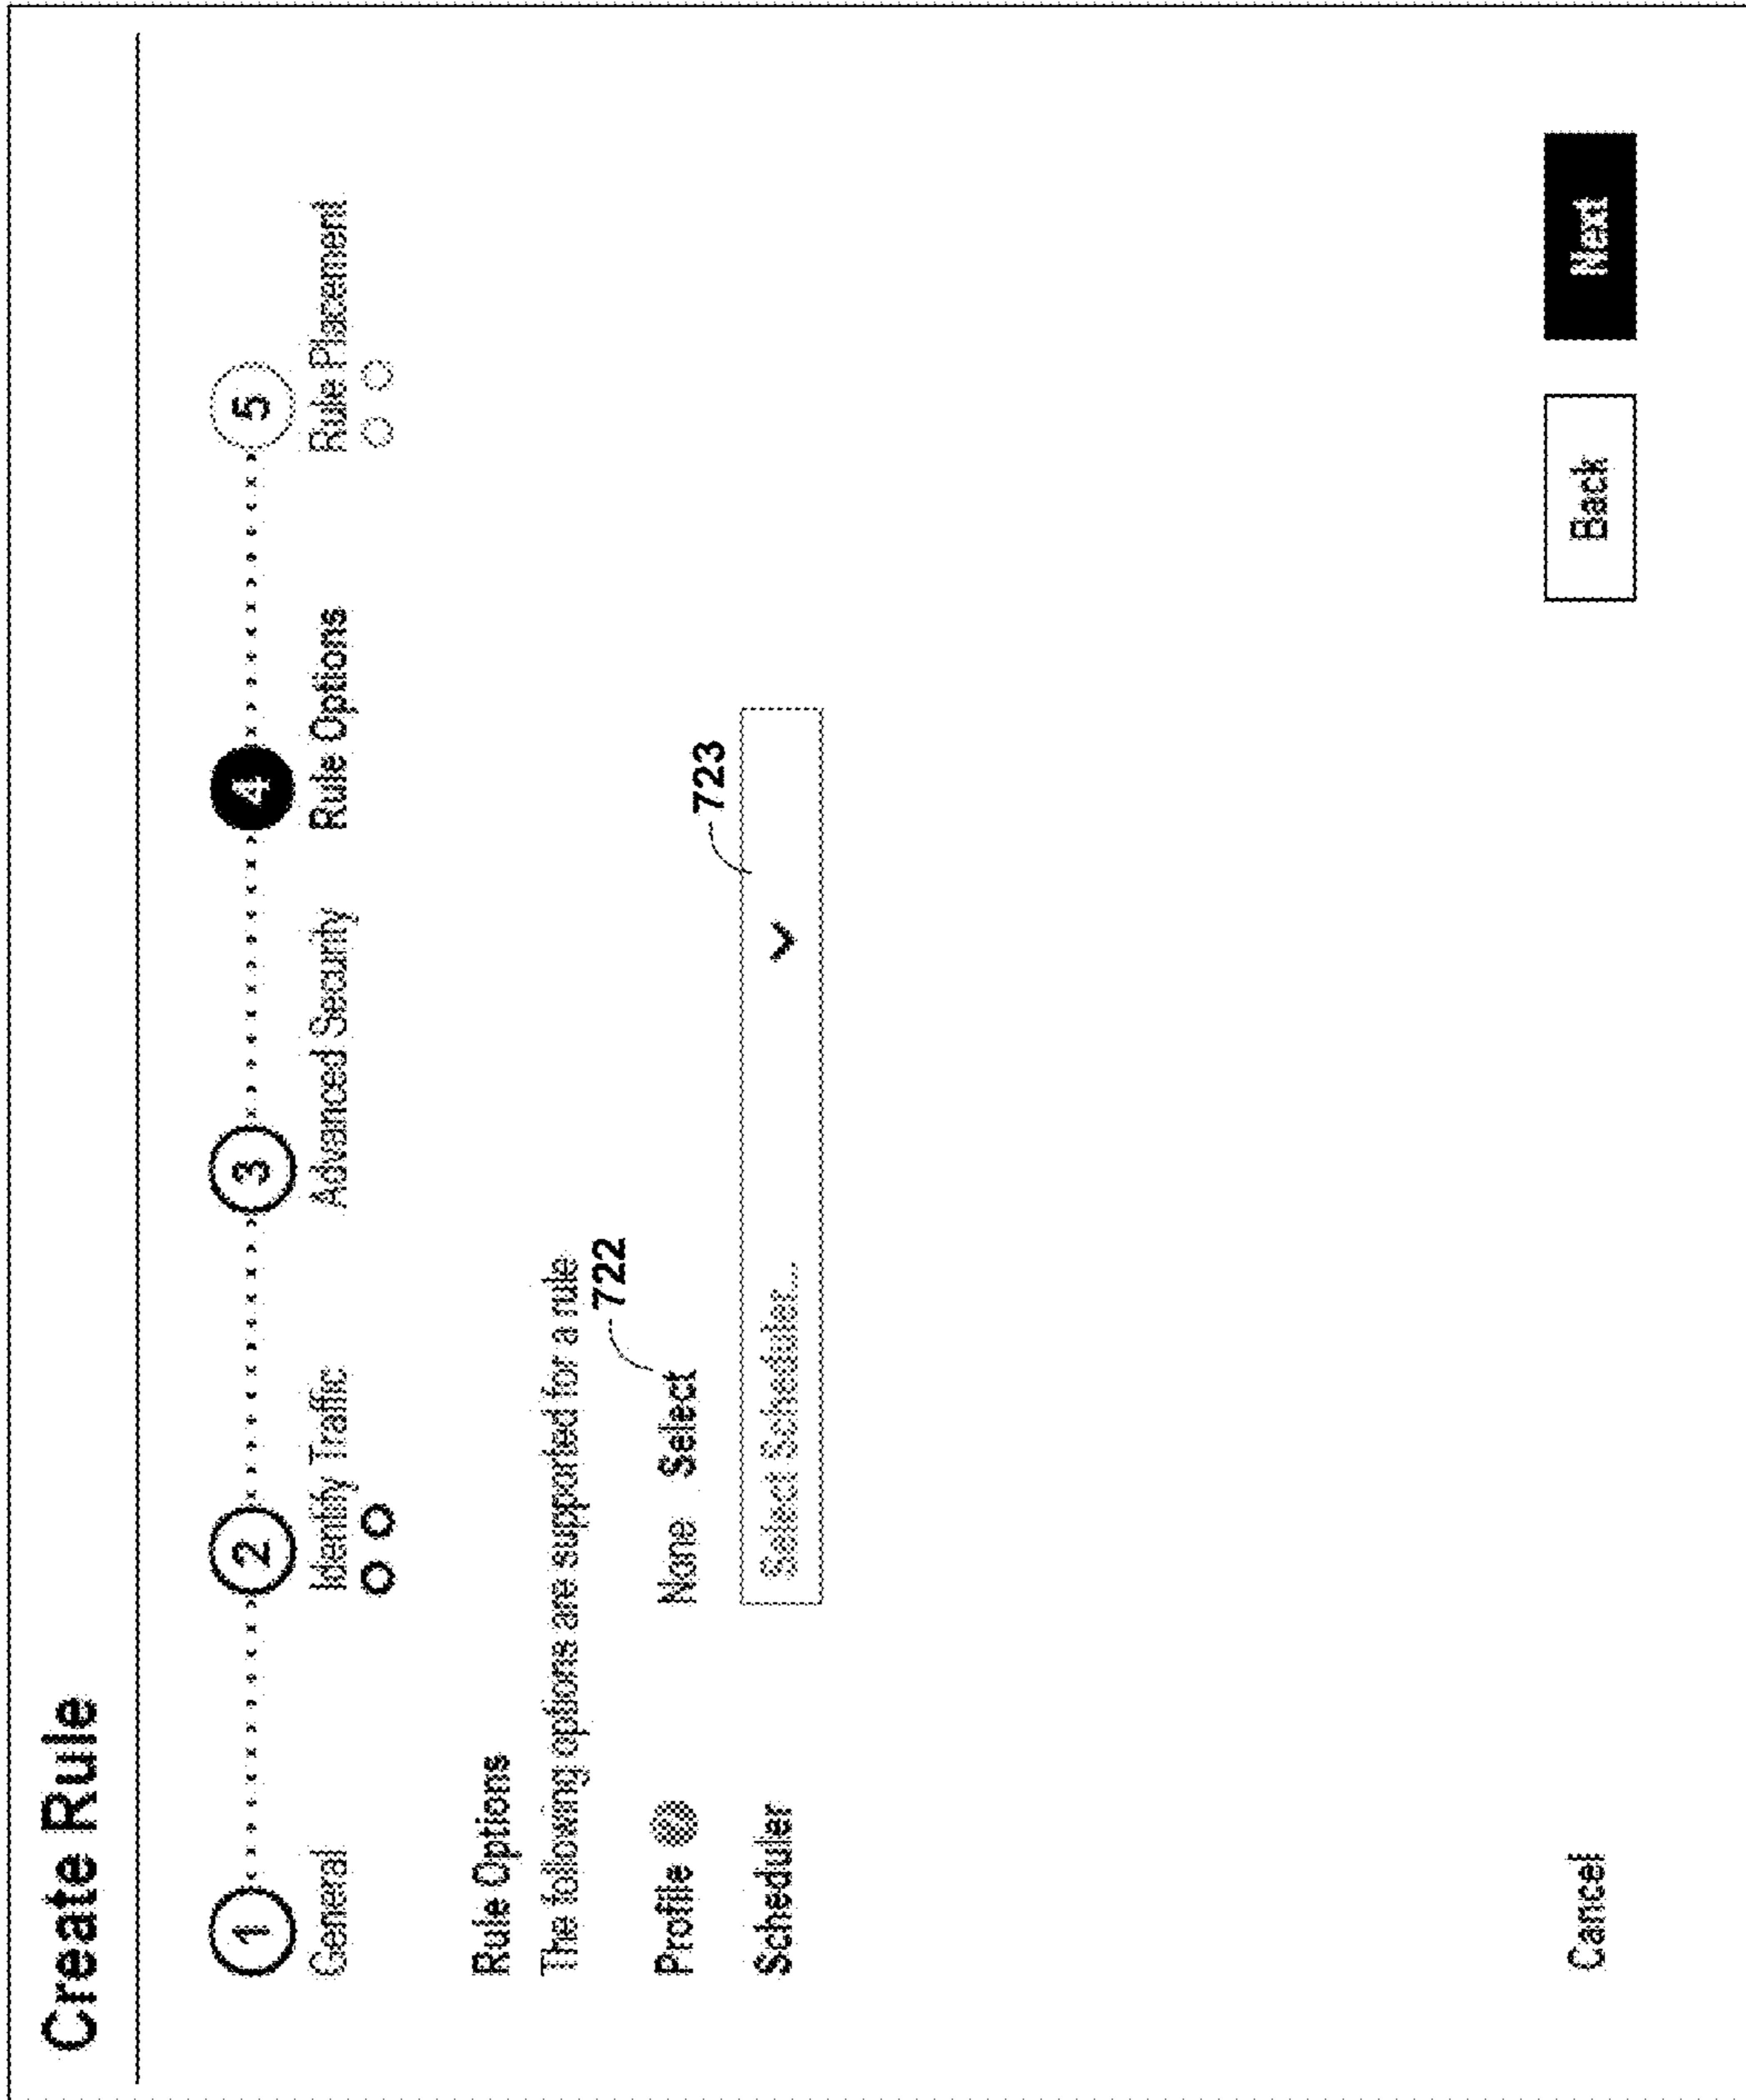 Create Rule
1 2 3 4 5
General Identify Traffic Advanced Security Rule Options Rule Placement
Rule Options
The following options are supported for a rule
722
Profile None Select
723
Scheduler Select Scheduler...
Cancel Back Next